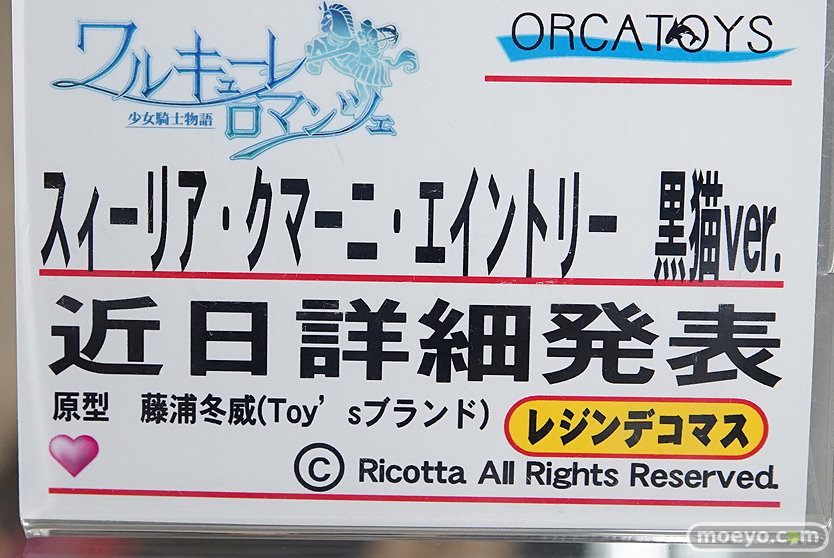 ワルキューレ
ロマンツェ
少女騎士物語
ORCATOYS
スィーリア・クマーニ・エイントリー　黒猫ver.
近日詳細発表
原型　藤浦冬威(Toy'sブランド)
レジンデコマス
© Ricotta All Rights Reserved.
moeyo.com